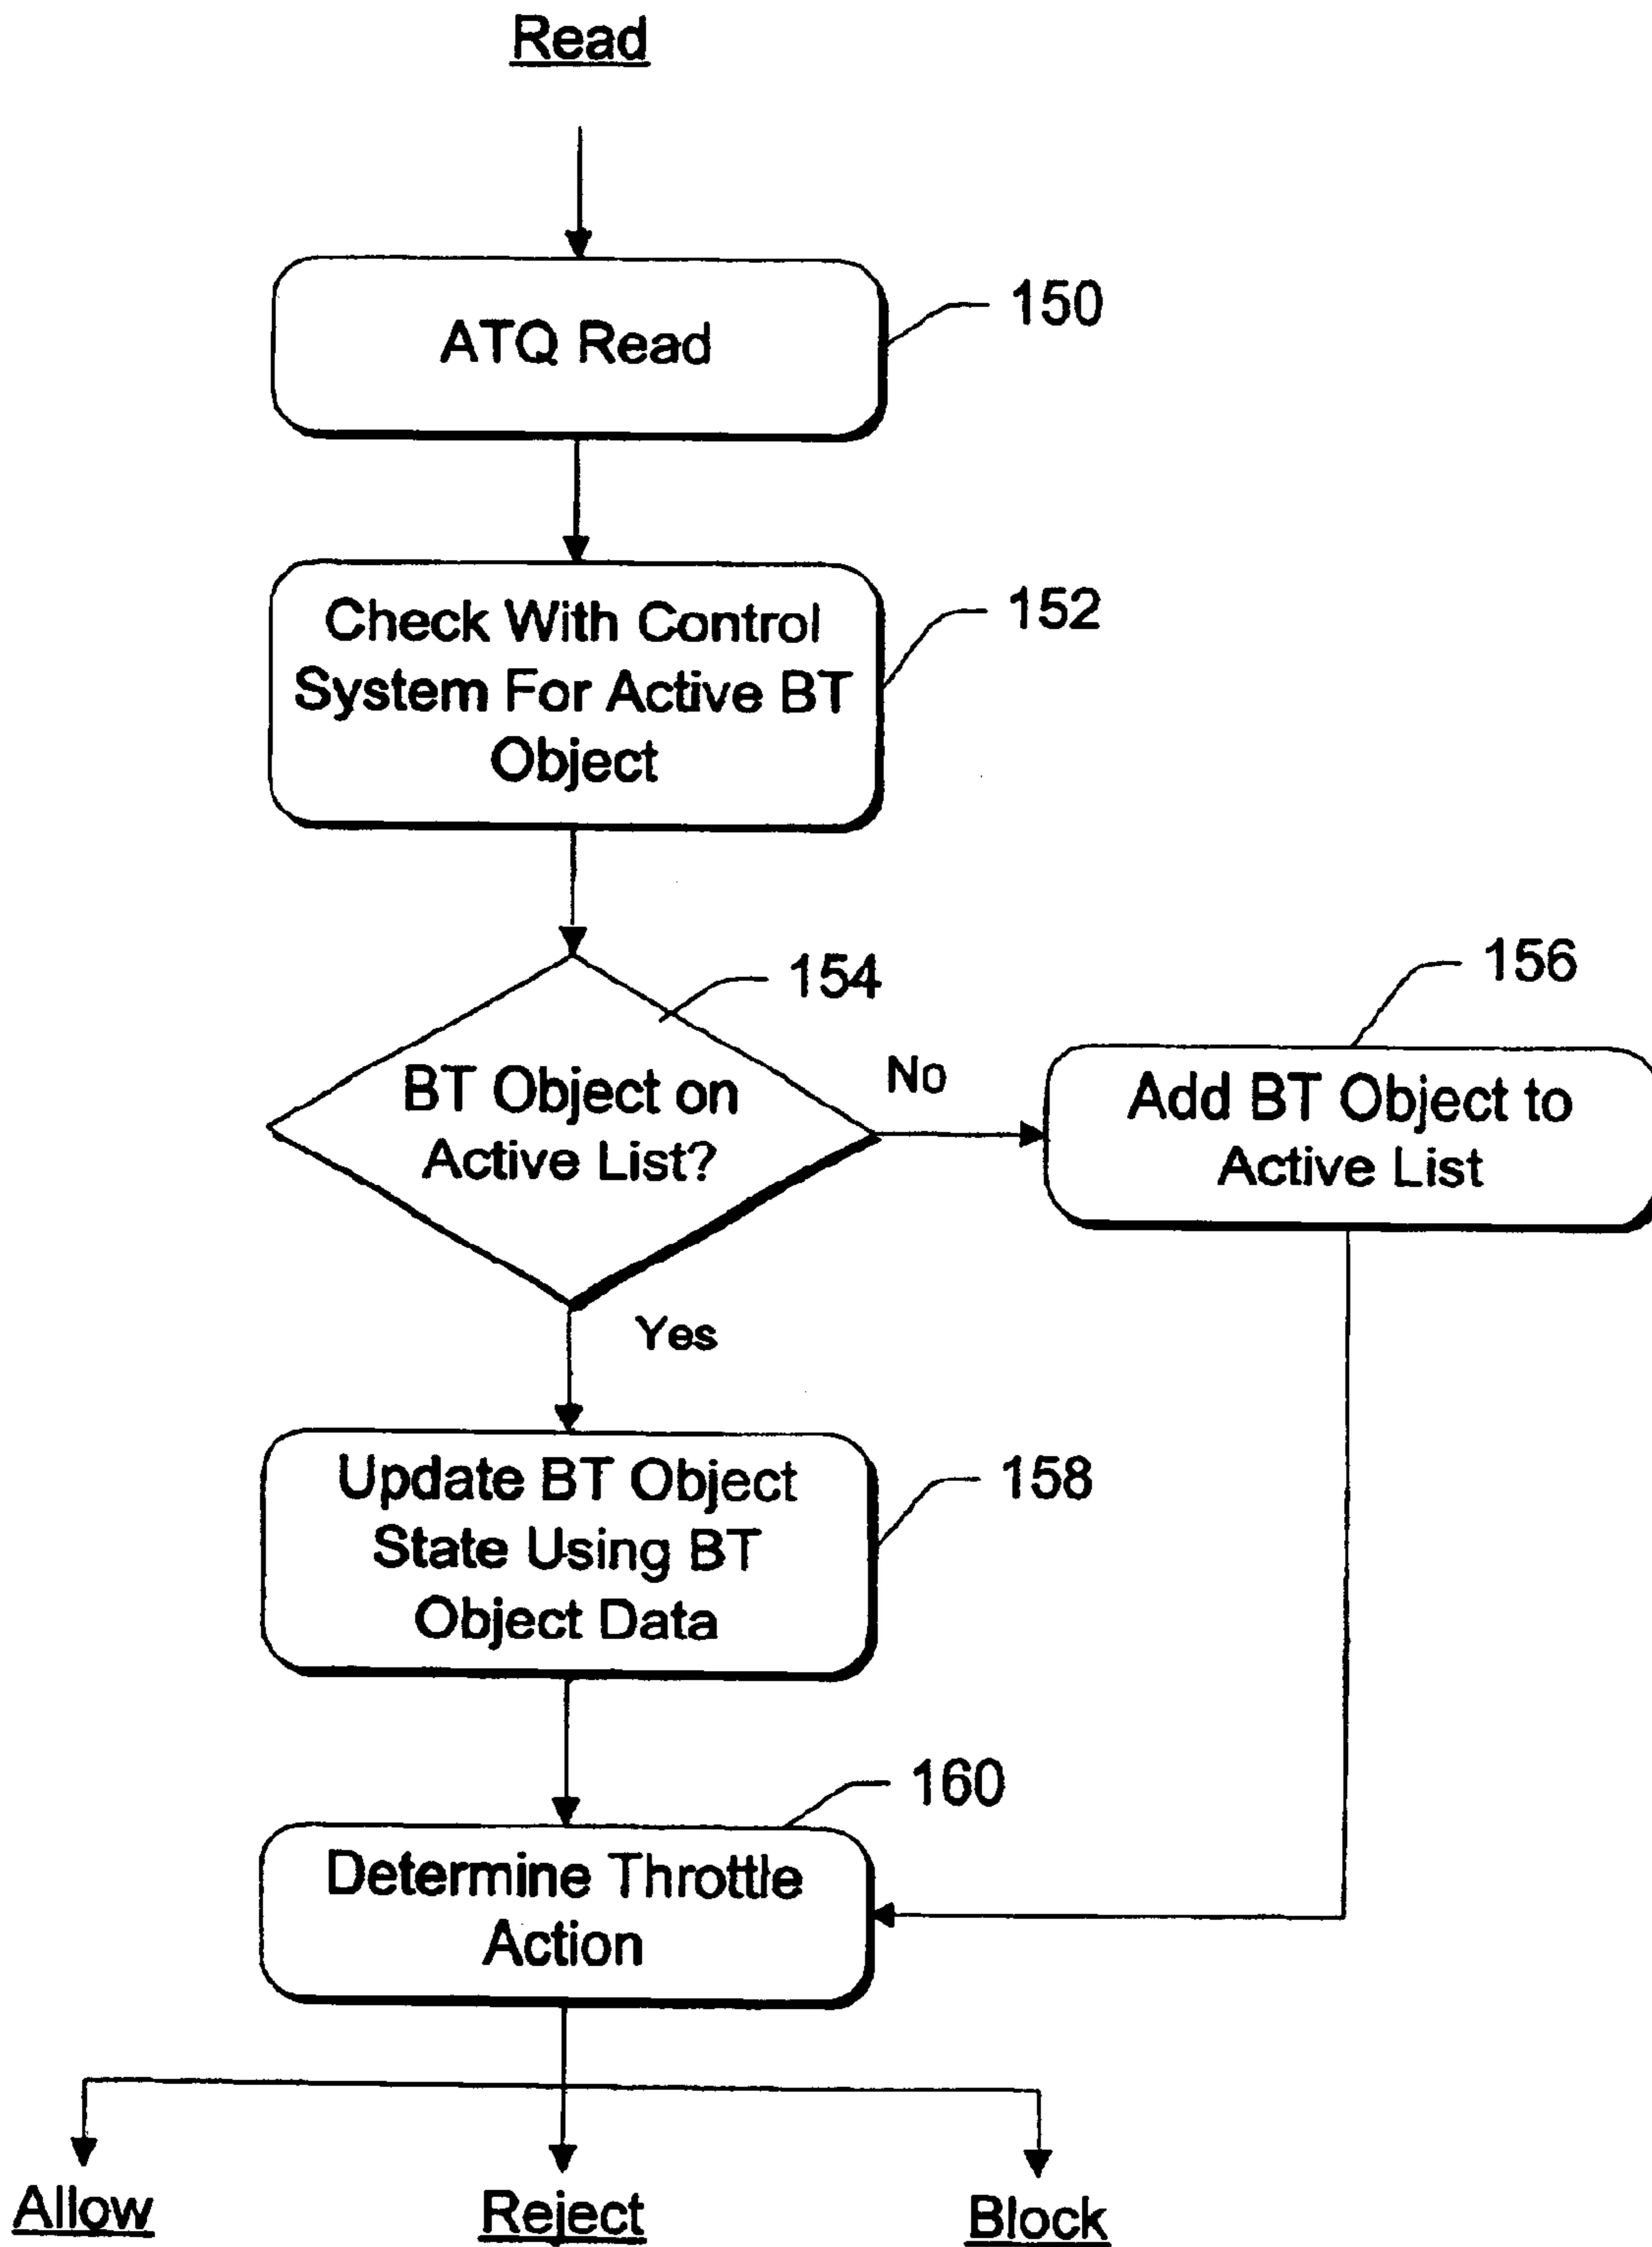 Read
ATQ Read
150
Check With Control
System For Active BT
Object
152
154
BT Object on
Active List?
No
156
Add BT Object to
Active List
Yes
Update BT Object
State Using BT
Object Data
158
160
Determine Throttle
Action
Allow
Reject
Block